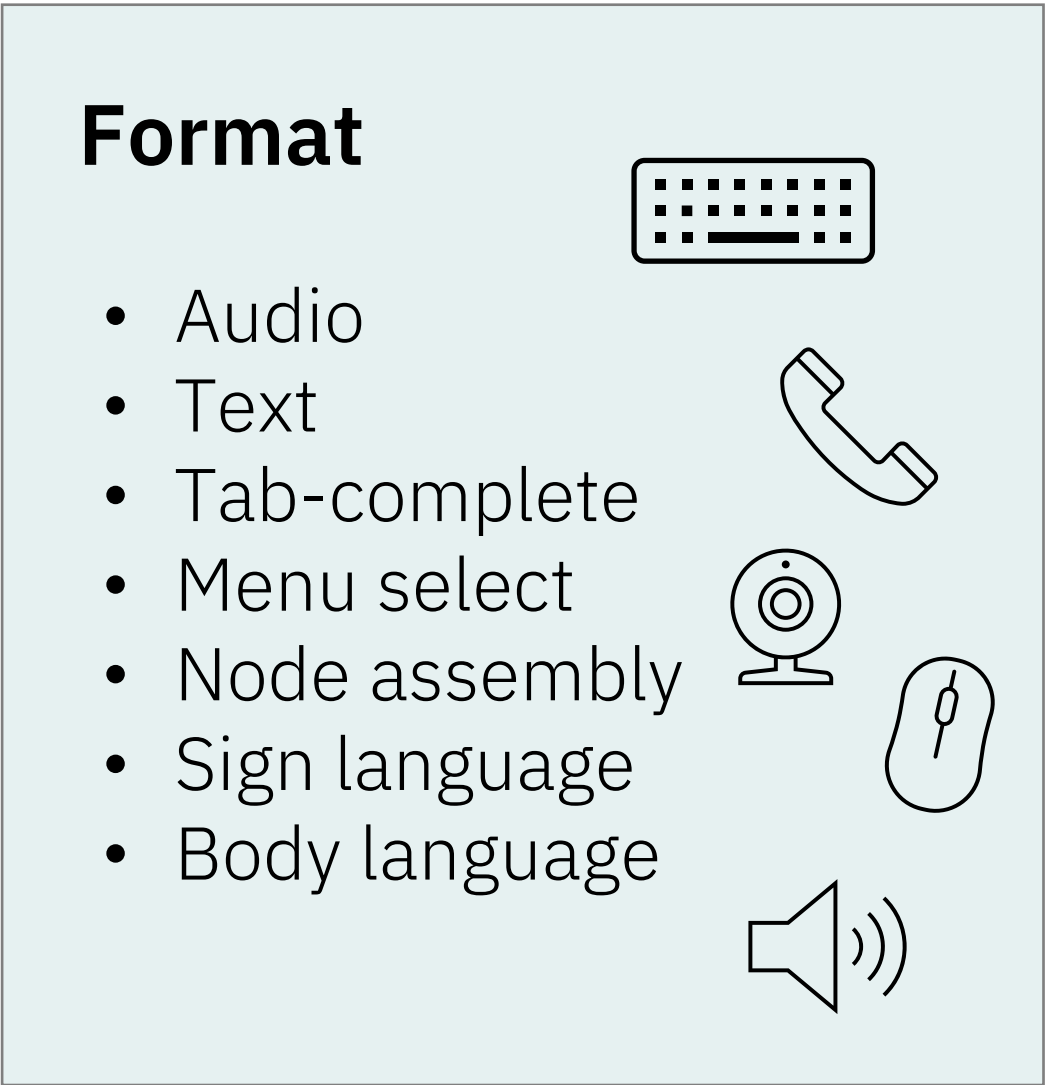 Format
• Audio
• Text
• Tab-complete
• Menu select
• Node assembly
• Sign language
• Body language